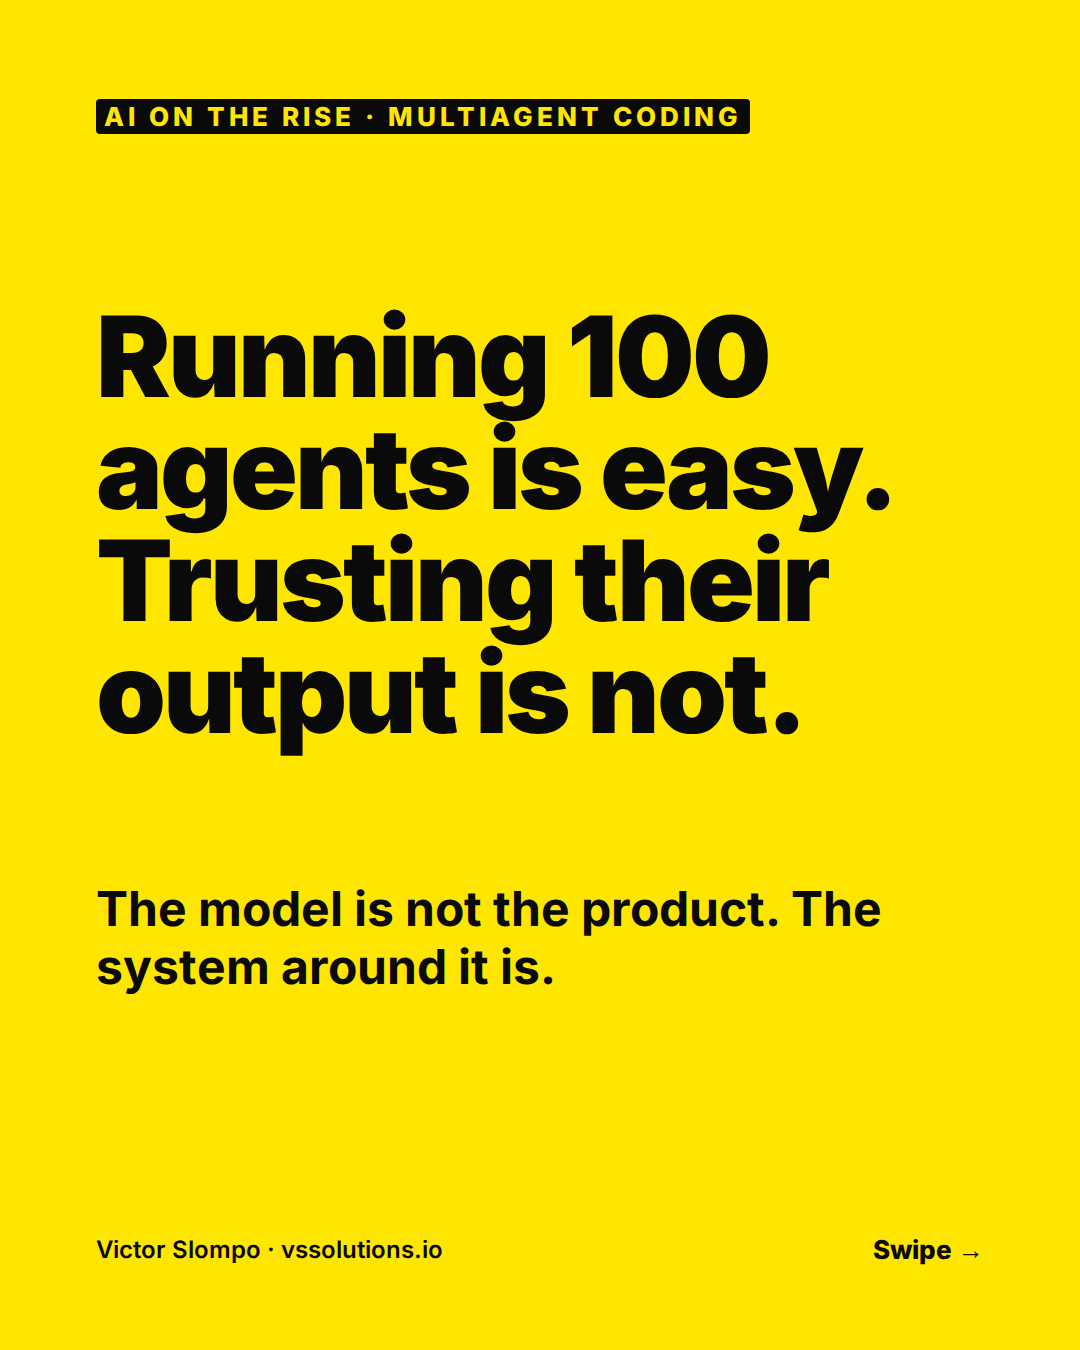 AI ON THE RISE · MULTIAGENT CODING
Running 100
agents is easy.
Trusting their
output is not.
The model is not the product. The
system around it is.
Victor Slompo · vssolutions.io
Swipe →